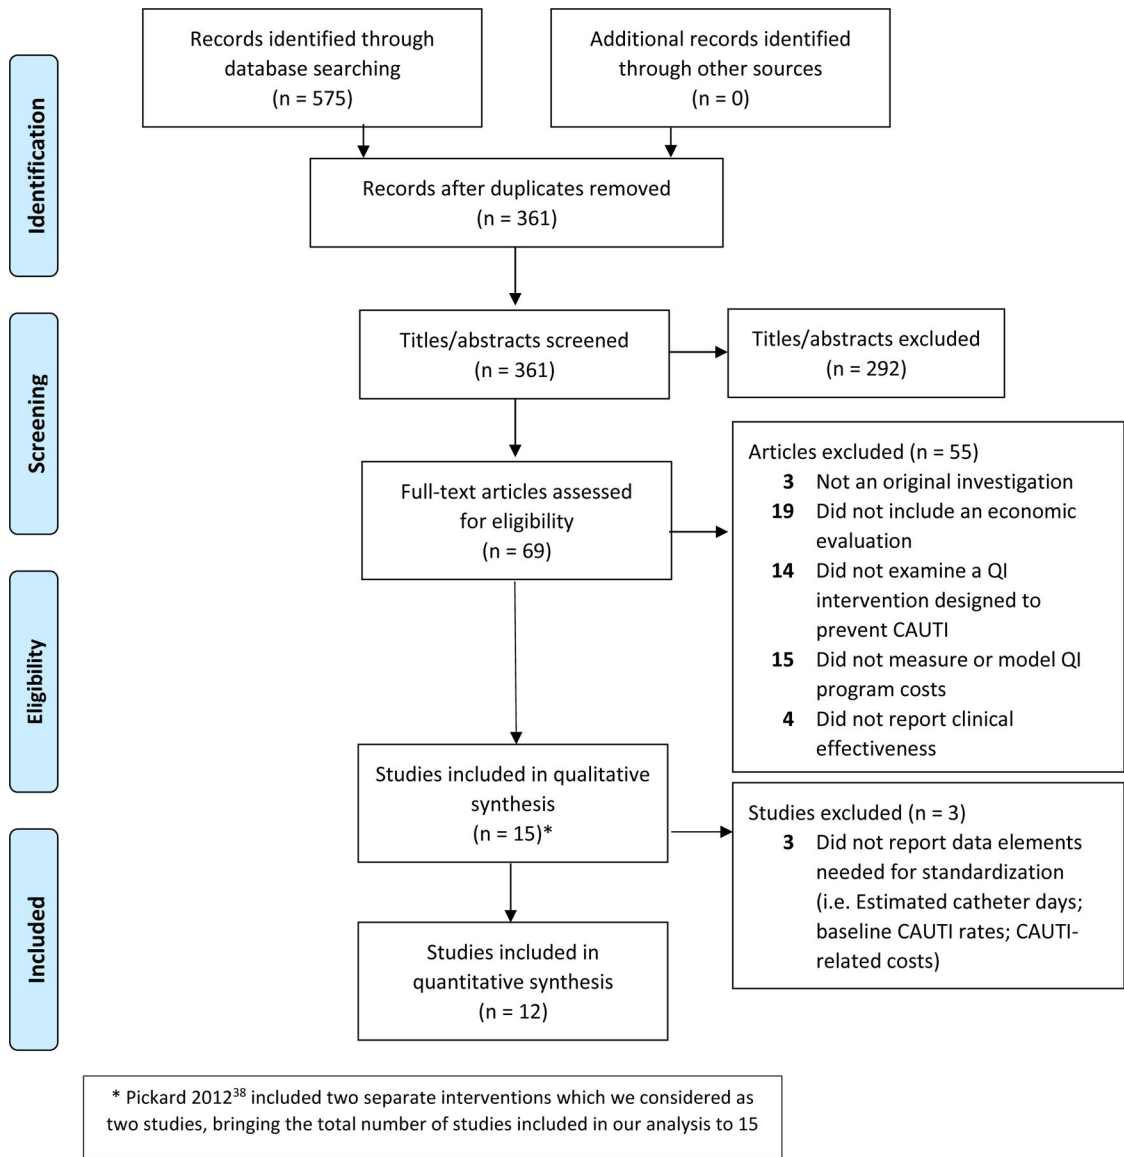 Records identified through
database searching
(n = 575)
Additional records identified
through other sources
(n = 0)
Identification
Records after duplicates removed
(n = 361)
Screening
Titles/abstracts screened
(n = 361)
Titles/abstracts excluded
(n = 292)
Full-text articles assessed
for eligibility
(n = 69)
Articles excluded (n = 55)
3 Not an original investigation
19 Did not include an economic
evaluation
14 Did not examine a QI
intervention designed to
prevent CAUTI
15 Did not measure or model QI
program costs
4 Did not report clinical
effectiveness
Eligibility
Studies included in qualitative
synthesis
(n = 15)*
Studies excluded (n = 3)
3 Did not report data elements
needed for standardization
(i.e. Estimated catheter days;
baseline CAUTI rates; CAUTI-
related costs)
Included
Studies included in
quantitative synthesis
(n = 12)
* Pickard 2012³⁸ included two separate interventions which we considered as
two studies, bringing the total number of studies included in our analysis to 15